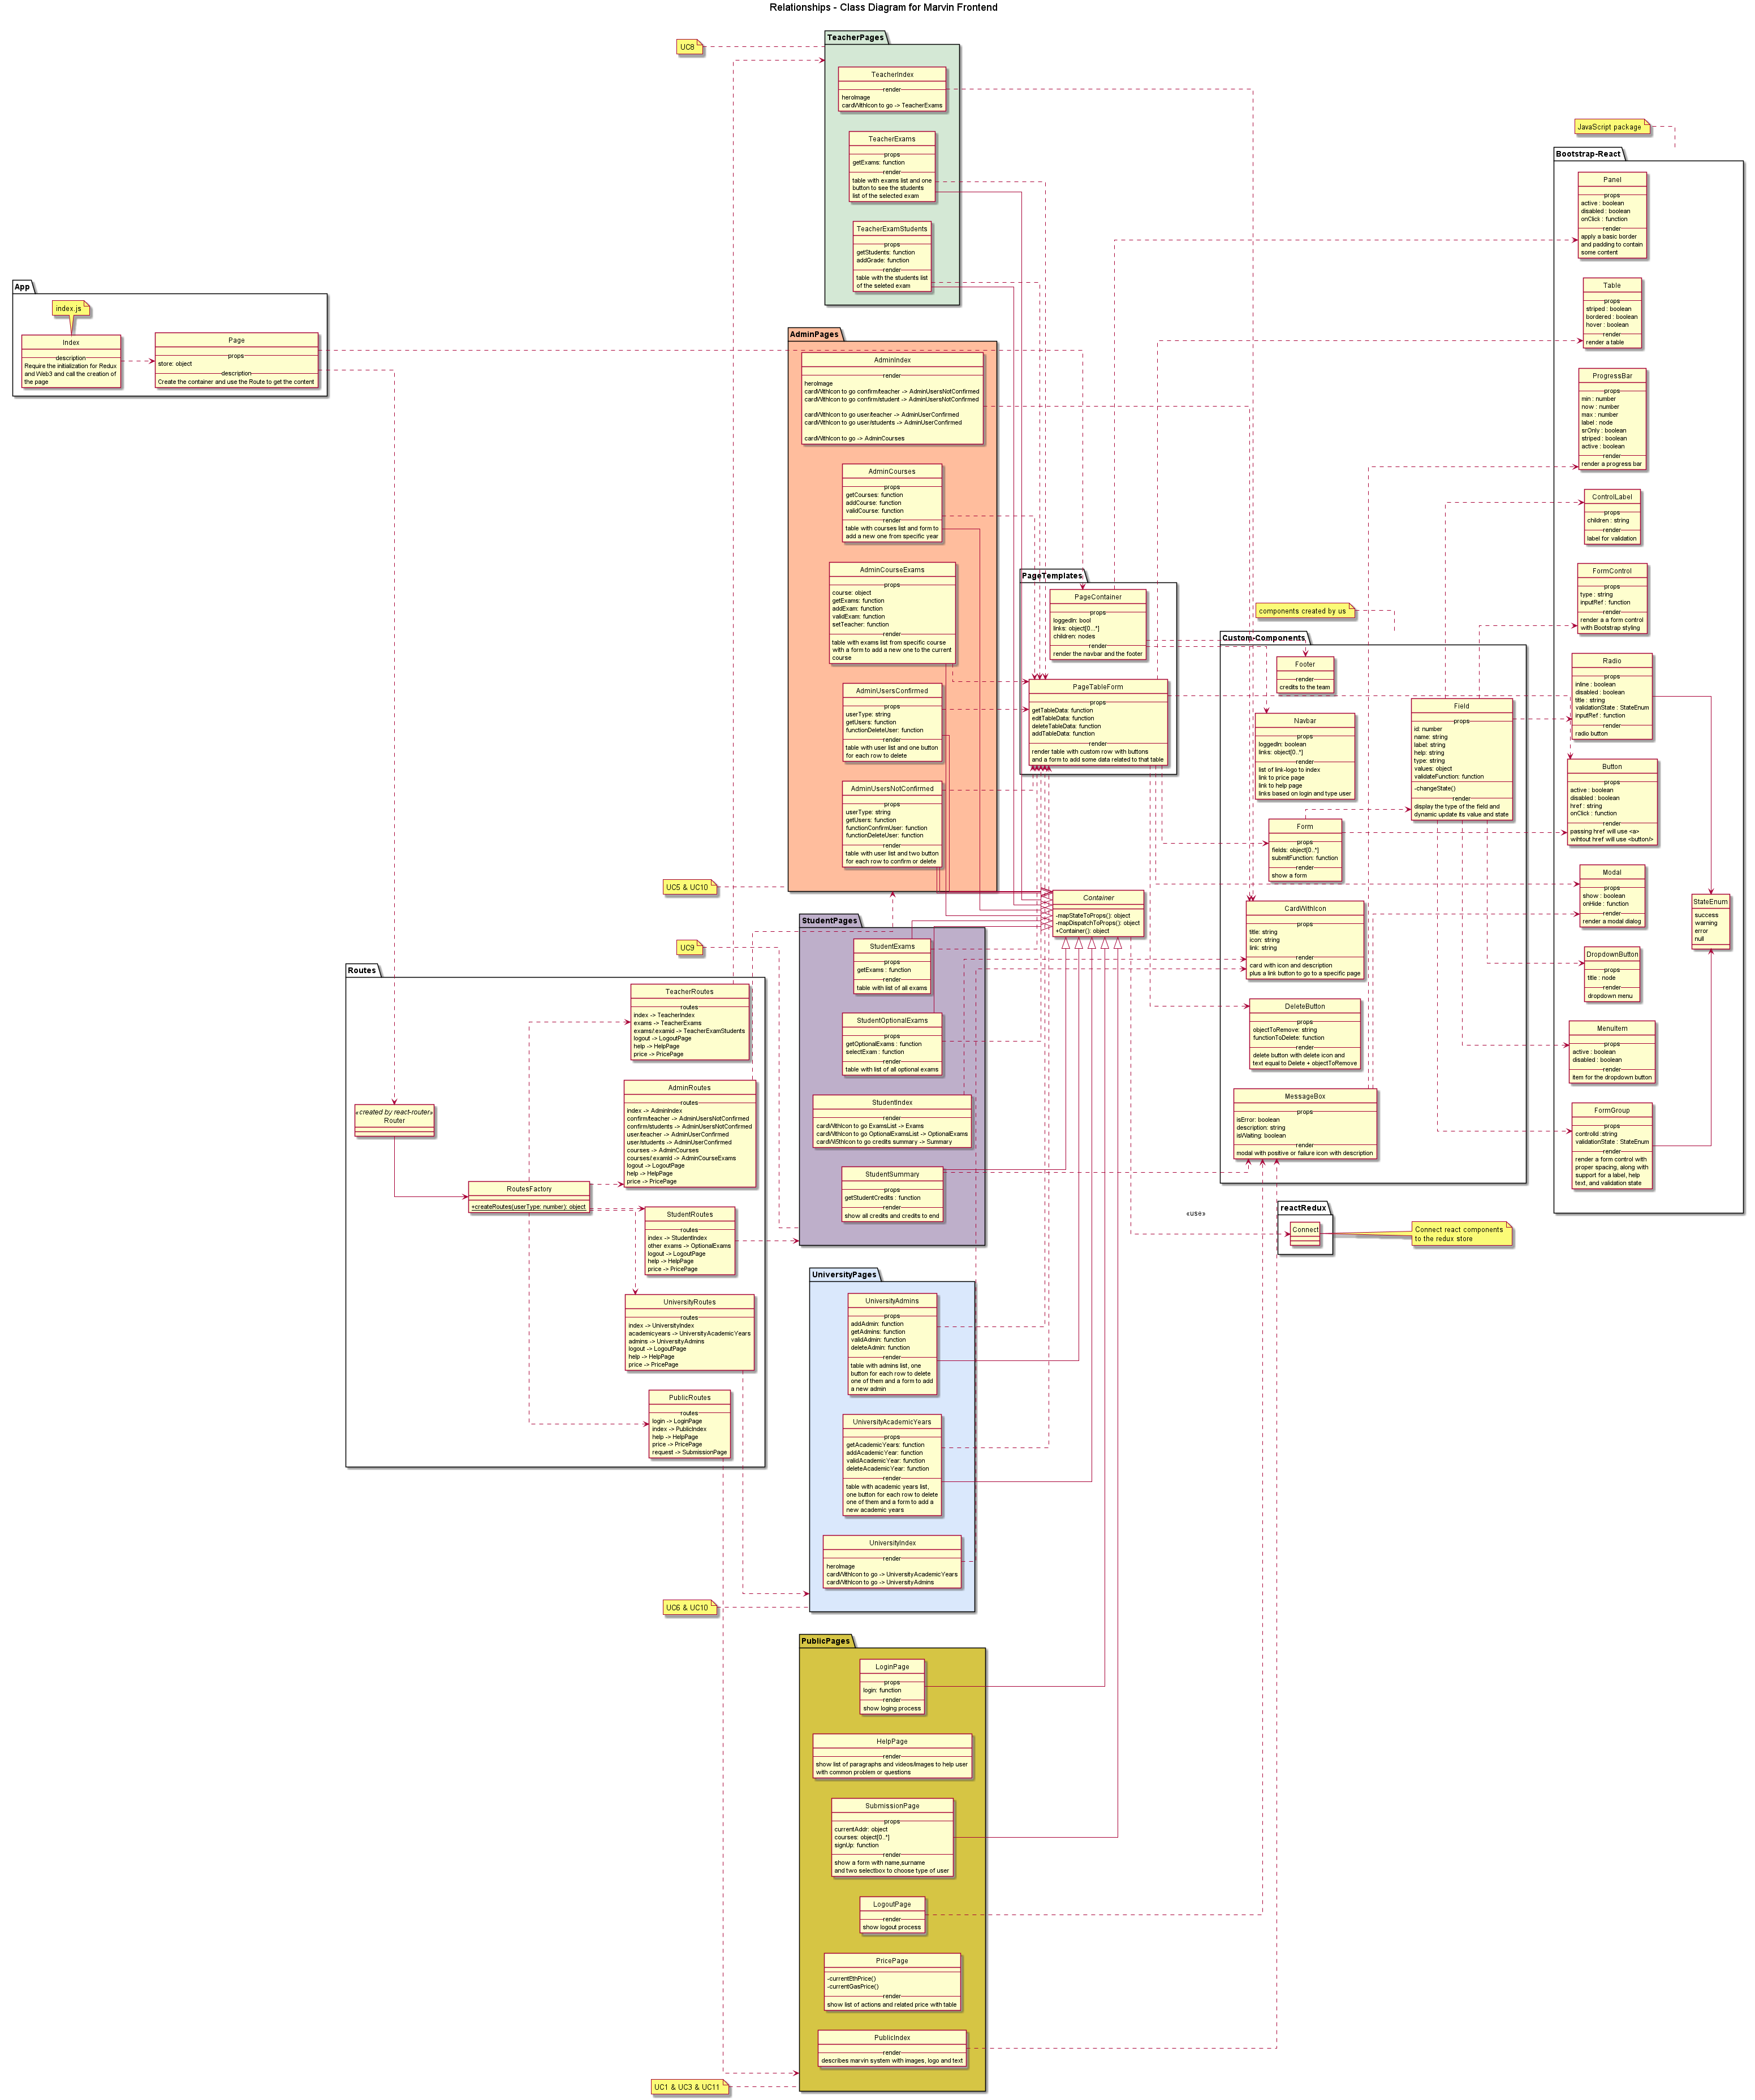 Relationships - Class Diagram for Marvin Frontend
UC8
TeacherPages
TeacherIndex
render
heroImage
cardWithIcon to go -> TeacherExams
TeacherExams
props
getExams: function
render
table with exams list and one
button to see the students
list of the selected exam
TeacherExamStudents
props
getStudents: function
addGrade: function
render
table with the students list
of the seleted exam
App
index.js
Index
description
Require the initialization for Redux
and Web3 and call the creation of
the page
Page
props
store: object
description
Create the container and use the Route to get the content
AdminPages
AdminIndex
render
heroImage
cardWithIcon to go confirm/teacher -> AdminUsersNotConfirmed
cardWithIcon to go confirm/student -> AdminUsersNotConfirmed
cardWithIcon to go user/teacher -> AdminUserConfirmed
cardWithIcon to go user/students -> AdminUserConfirmed
cardWithIcon to go -> AdminCourses
AdminCourses
props
getCourses: function
addCourse: function
validCourse: function
render
table with courses list and form to
add a new one from specific year
AdminCourseExams
props
course: object
getExams: function
addExam: function
validExam: function
setTeacher: function
render
table with exams list from specific course
with a form to add a new one to the current
course
AdminUsersConfirmed
props
userType: string
getUsers: function
functionDeleteUser: function
render
table with user list and one button
for each row to delete
AdminUsersNotConfirmed
props
userType: string
getUsers: function
functionConfirmUser: function
functionDeleteUser: function
render
table with user list and two button
for each row to confirm or delete
UC5 & UC10
PageTemplates
PageContainer
props
loggedIn: bool
links: object[0...*]
children: nodes
render
render the navbar and the footer
PageTableForm
props
getTableData: function
editTableData: function
deleteTableData: function
addTableData: function
render
render table with custom row with buttons
and a form to add some data related to that table
Container
-mapStateToProps(): object
-mapDispatchToProps(): object
+Container(): object
components created by us
Custom-Components
Footer
render
credits to the team
Navbar
props
loggedIn: boolean
links: object[0..*]
render
list of link-logo to index
link to price page
link to help page
links based on login and type user
Form
props
fields: object[0..*]
submitFunction: function
render
show a form
Field
props
id: number
name: string
label: string
help: string
type: string
values: object
validateFunction: function
-changeState()
render
display the type of the field and
dynamic update its value and state
CardWithIcon
props
title: string
icon: string
link: string
render
card with icon and description
plus a link button to go to a specific page
DeleteButton
props
objectToRemove: string
functionToDelete: function
render
delete button with delete icon and
text equal to Delete + objectToRemove
MessageBox
props
isError: boolean
description: string
isWaiting: boolean
render
modal with positive or failure icon with description
JavaScript package
Bootstrap-React
Panel
props
active : boolean
disabled : boolean
onClick : function
render
apply a basic border
and padding to contain
some content
Table
props
striped : boolean
bordered : boolean
hover : boolean
render
render a table
ProgressBar
props
min : number
now : number
max : number
label : node
srOnly : boolean
striped : boolean
active : boolean
render
render a progress bar
ControlLabel
props
children : string
render
label for validation
FormControl
props
type : string
inputRef : function
render
render a a form control
with Bootstrap styling
Radio
props
inline : boolean
disabled : boolean
title : string
validationState : StateEnum
inputRef : function
render
radio button
Button
props
active : boolean
disabled : boolean
href : string
onClick : function
render
passing href will use <a>
wihtout href will use <button/>
Modal
props
show : boolean
onHide : function
render
render a modal dialog
DropdownButton
props
title : node
render
dropdown menu
MenuItem
props
active : boolean
disabled : boolean
render
item for the dropdown button
FormGroup
props
controlId :string
validationState : StateEnum
render
render a form control with
proper spacing, along with
support for a label, help
text, and validation state
StateEnum
success
warning
error
null
UC9
StudentPages
StudentExams
props
getExams : function
render
table with list of all exams
StudentOptionalExams
props
getOptionalExams : function
selectExam : function
render
table with list of all optional exams
StudentIndex
render
cardWithIcon to go ExamsList -> Exams
cardWithIcon to go OptionalExamsList -> OptionalExams
cardWi5thIcon to go credits summary -> Summary
StudentSummary
props
getStudentCredits : function
render
show all credits and credits to end
Routes
«created by react-router»
Router
RoutesFactory
+createRoutes(userType: number): object
TeacherRoutes
routes
index -> TeacherIndex
exams -> TeacherExams
exams/:examid -> TeacherExamStudents
logout -> LogoutPage
help -> HelpPage
price -> PricePage
AdminRoutes
routes
index -> AdminIndex
confirm/teacher -> AdminUsersNotConfirmed
confirm/students -> AdminUsersNotConfirmed
user/teacher -> AdminUserConfirmed
user/students -> AdminUserConfirmed
courses -> AdminCourses
courses/:examId -> AdminCourseExams
logout -> LogoutPage
help -> HelpPage
price -> PricePage
StudentRoutes
routes
index -> StudentIndex
other exams -> OptionalExams
logout -> LogoutPage
help -> HelpPage
price -> PricePage
UniversityRoutes
routes
index -> UniversityIndex
academicyears -> UniversityAcademicYears
admins -> UniversityAdmins
logout -> LogoutPage
help -> HelpPage
price -> PricePage
PublicRoutes
routes
login -> LoginPage
index -> PublicIndex
help -> HelpPage
price -> PricePage
request -> SubmissionPage
«use»
reactRedux
Connect
Connect react components
to the redux store
UniversityPages
UniversityAdmins
props
addAdmin: function
getAdmins: function
validAdmin: function
deleteAdmin: function
render
table with admins list, one
button for each row to delete
one of them and a form to add
a new admin
UniversityAcademicYears
props
getAcademicYears: function
addAcademicYear: function
validAcademicYear: function
deleteAcademicYear: function
render
table with academic years list,
one button for each row to delete
one of them and a form to add a
new academic years
UniversityIndex
render
heroImage
cardWithIcon to go -> UniversityAcademicYears
cardWithIcon to go -> UniversityAdmins
UC6 & UC10
PublicPages
LoginPage
props
login: function
render
show loging process
HelpPage
render
show list of paragraphs and videos/images to help user
with common problem or questions
SubmissionPage
props
currentAddr: object
courses: object[0..*]
signUp: function
render
show a form with name,surname
and two selectbox to choose type of user
LogoutPage
render
show logout process
PricePage
-currentEthPrice()
-currentGasPrice()
render
show list of actions and related price with table
PublicIndex
render
describes marvin system with images, logo and text
UC1 & UC3 & UC11